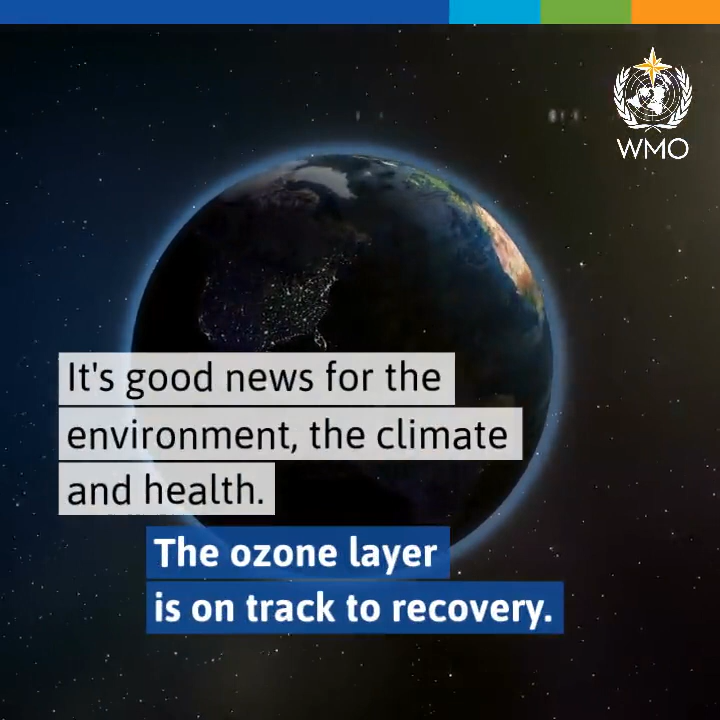 WMO
It's good news for the
environment, the climate
and health.
The ozone layer
is on track to recovery.